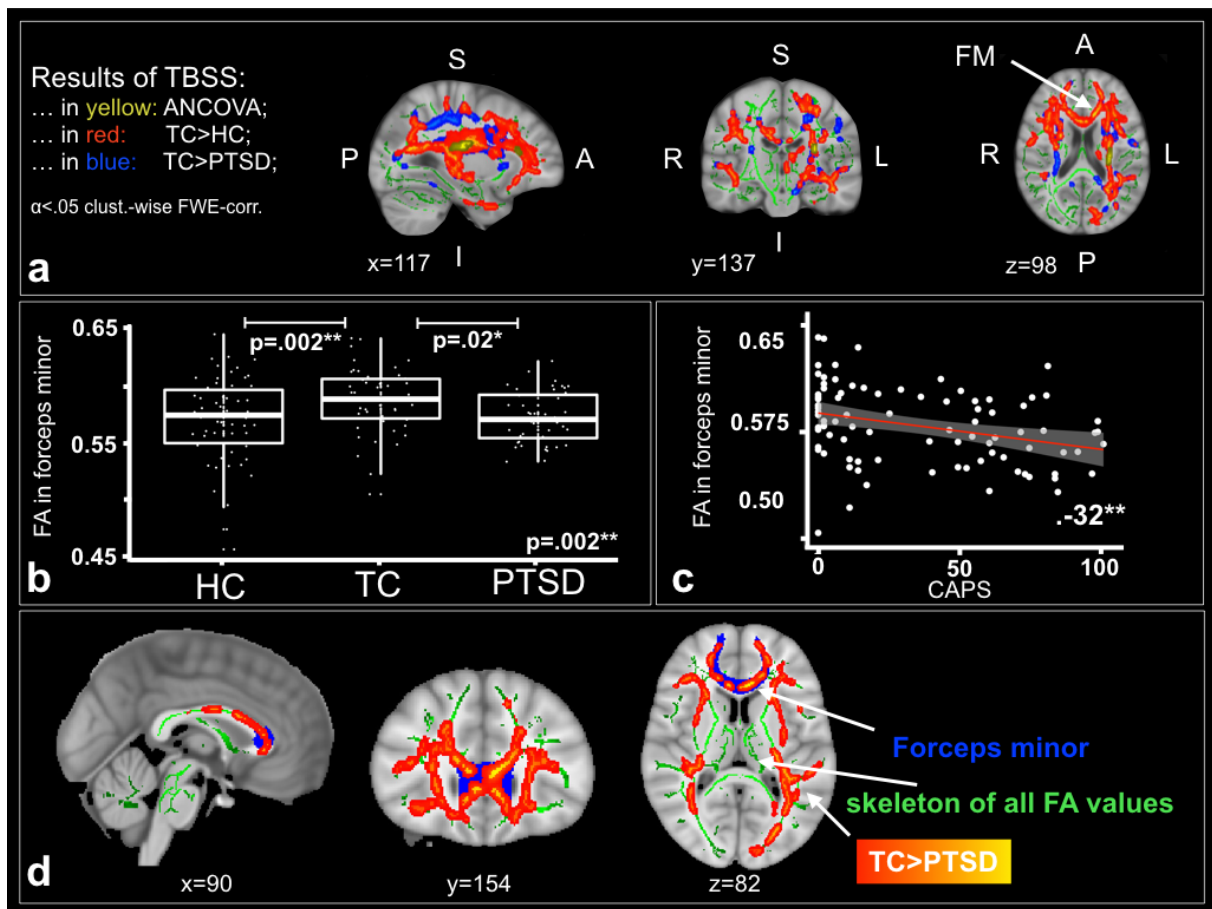 Results of TBSS:
... in yellow: ANCOVA;
... in red: TC>HC;
... in blue: TC>PTSD;
α<.05 clust.-wise FWE-corr.
a
S
P
A
I
x=117
S
R
L
I
y=137
FM
A
R
L
P
z=98
FA in forceps minor
0.65
0.55
0.45
p=.002**
p=.02*
p=.002**
HC
TC
PTSD
b
FA in forceps minor
0.65
0.575
0.50
.-32**
0
50
100
CAPS
c
Forceps minor
skeleton of all FA values
TC>PTSD
d
x=90
y=154
z=82